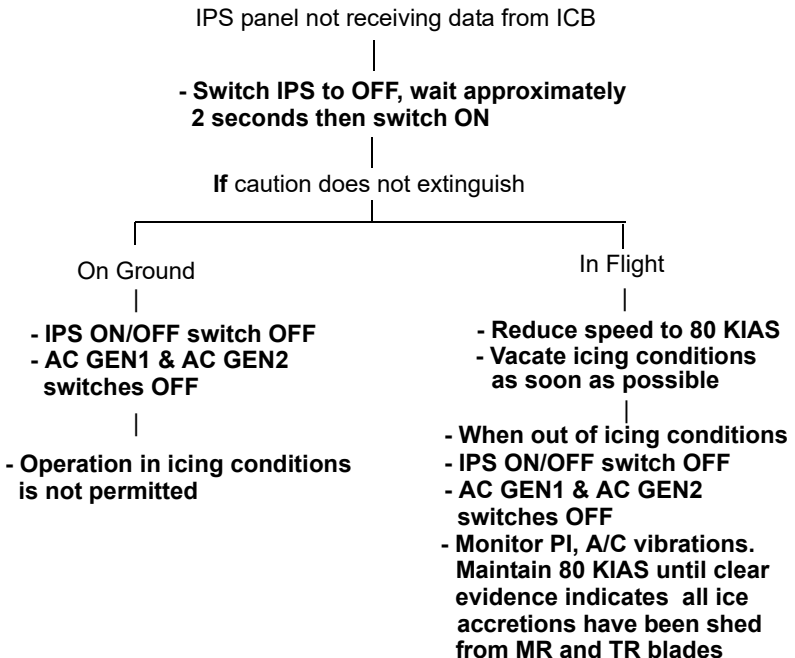 IPS panel not receiving data from ICB
- Switch IPS to OFF, wait approximately
2 seconds then switch ON
If caution does not extinguish
On Ground
- IPS ON/OFF switch OFF
- AC GEN1 & AC GEN2
switches OFF
- Operation in icing conditions
is not permitted
In Flight
- Reduce speed to 80 KIAS
- Vacate icing conditions
as soon as possible
- When out of icing conditions
- IPS ON/OFF switch OFF
- AC GEN1 & AC GEN2
switches OFF
- Monitor PI, A/C vibrations.
Maintain 80 KIAS until clear
evidence indicates all ice
accretions have been shed
from MR and TR blades